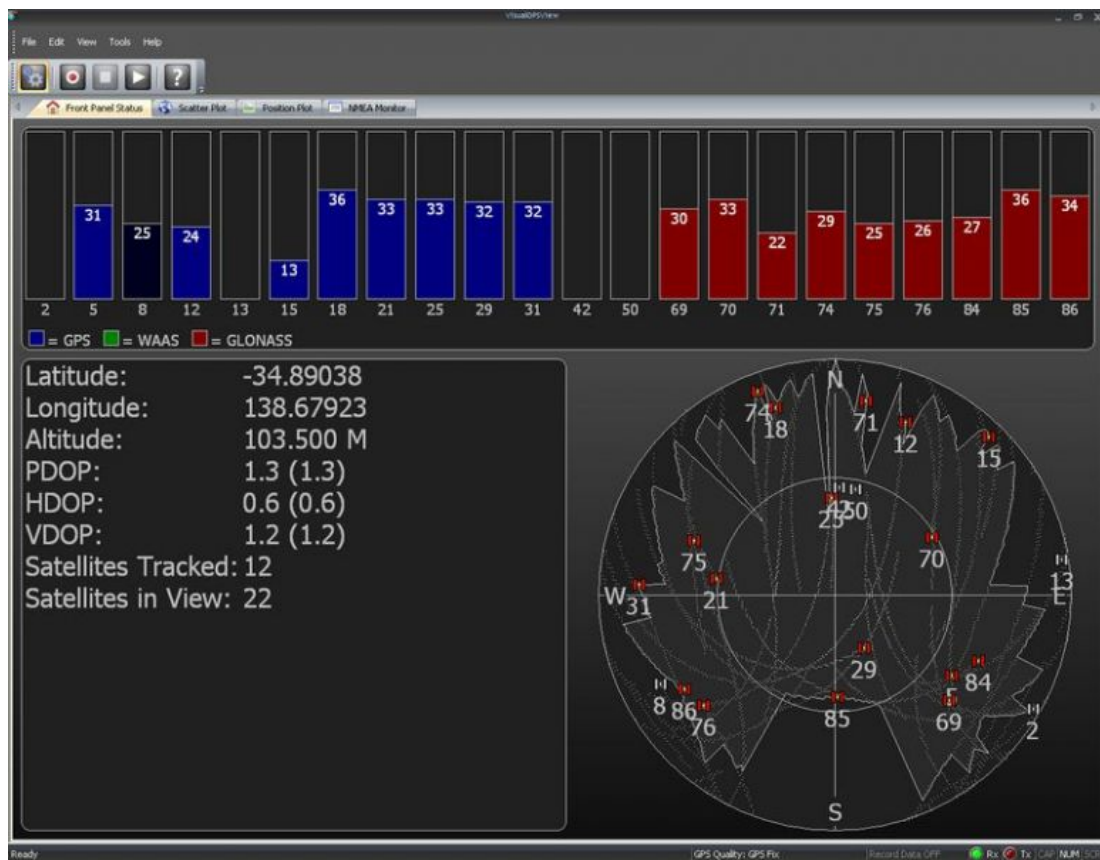 VisualGPSView
File Edit View Tools Help
Front Panel Status Scatter Plot Position Plot NMEA Monitor
31 25 24 13 36 33 33 32 32 30 33 22 29 25 26 27 36 34
2 5 8 12 13 15 18 21 25 29 31 42 50 69 70 71 74 75 76 84 85 86
= GPS = WAAS = GLONASS
Latitude: -34.89038
Longitude: 138.67923
Altitude: 103.500 M
PDOP: 1.3 (1.3)
HDOP: 0.6 (0.6)
VDOP: 1.2 (1.2)
Satellites Tracked: 12
Satellites in View: 22
N
74 18 71 12 15
50
75 70
13
W 31 21 E
29
84
8 86 76 85 69 2
S
Ready GPS Quality: GPS Fix Record Data OFF Rx Tx CAP NUM